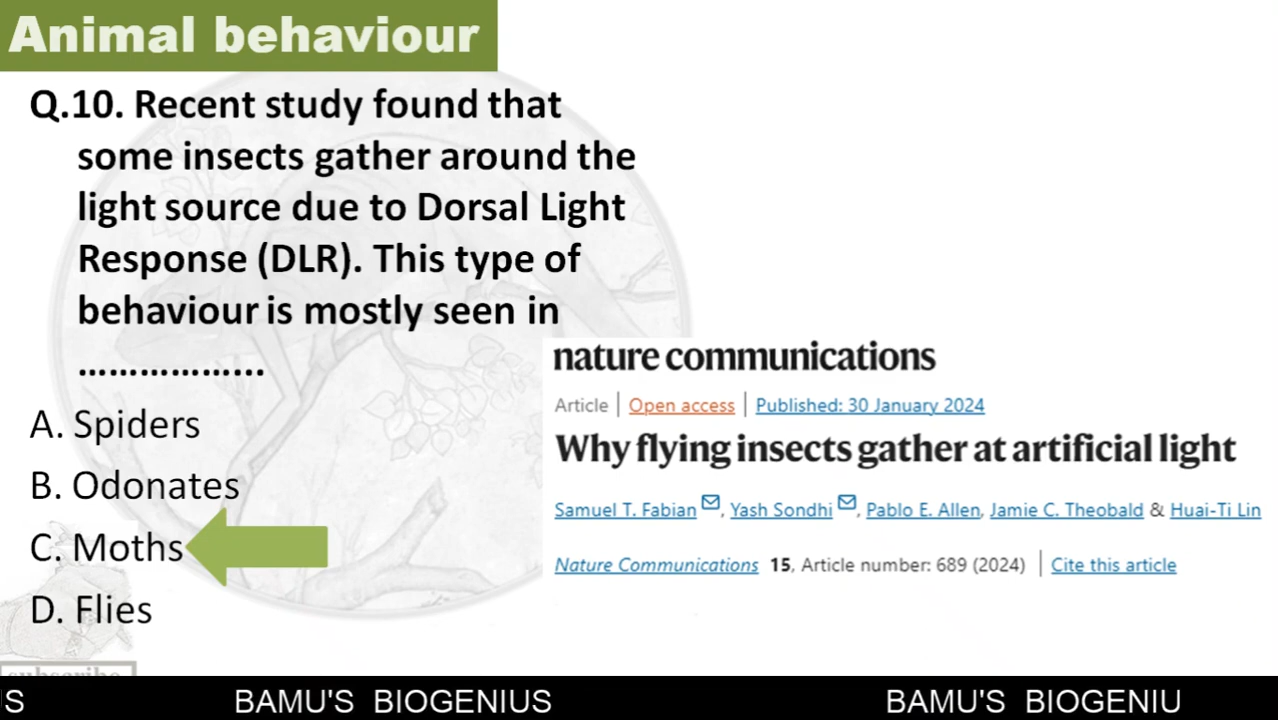 Animal behaviour
Q.10. Recent study found that
some insects gather around the
light source due to Dorsal Light
Response (DLR). This type of
behaviour is mostly seen in
……………...
A. Spiders
B. Odonates
C. Moths
D. Flies
nature communications
Article | Open access | Published: 30 January 2024
Why flying insects gather at artificial light
Samuel T. Fabian, Yash Sondhi, Pablo E. Allen, Jamie C. Theobald & Huai-Ti Lin
Nature Communications 15, Article number: 689 (2024) | Cite this article
subscribe
S BAMU'S BIOGENIUS BAMU'S BIOGENIU